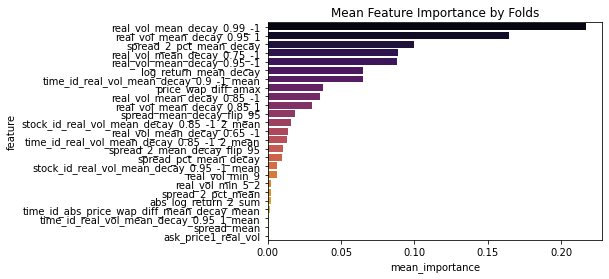 Mean Feature Importance by Folds
real_vol_mean_decay_0.99_-1
real_vol_mean_decay_0.95_1
spread_2_pct_mean_decay
real_vol_mean_decay_0.75_-1
real_vol_mean_decay_0.95_-1
log_return_mean_decay
time_id_real_vol_mean_decay_0.9_-1_mean
price_wap_diff_amax
real_vol_mean_decay_0.85_-1
real_vol_mean_decay_0.85_1
spread_mean_decay_flip_95
stock_id_real_vol_mean_decay_0.85_-1_2_mean
real_vol_mean_decay_0.65_-1
time_id_real_vol_mean_decay_0.85_-1_2_mean
spread_2_mean_decay_flip_95
spread_pct_mean_decay
stock_id_real_vol_mean_decay_0.95_-1_mean
real_vol_min_9
real_vol_min_5_2
spread_2_pct_mean
abs_log_return_2_sum
time_id_abs_price_wap_diff_mean_decay_mean
time_id_real_vol_mean_decay_0.95_1_mean
spread_mean
ask_price1_real_vol
feature
0.00 0.05 0.10 0.15 0.20
mean_importance